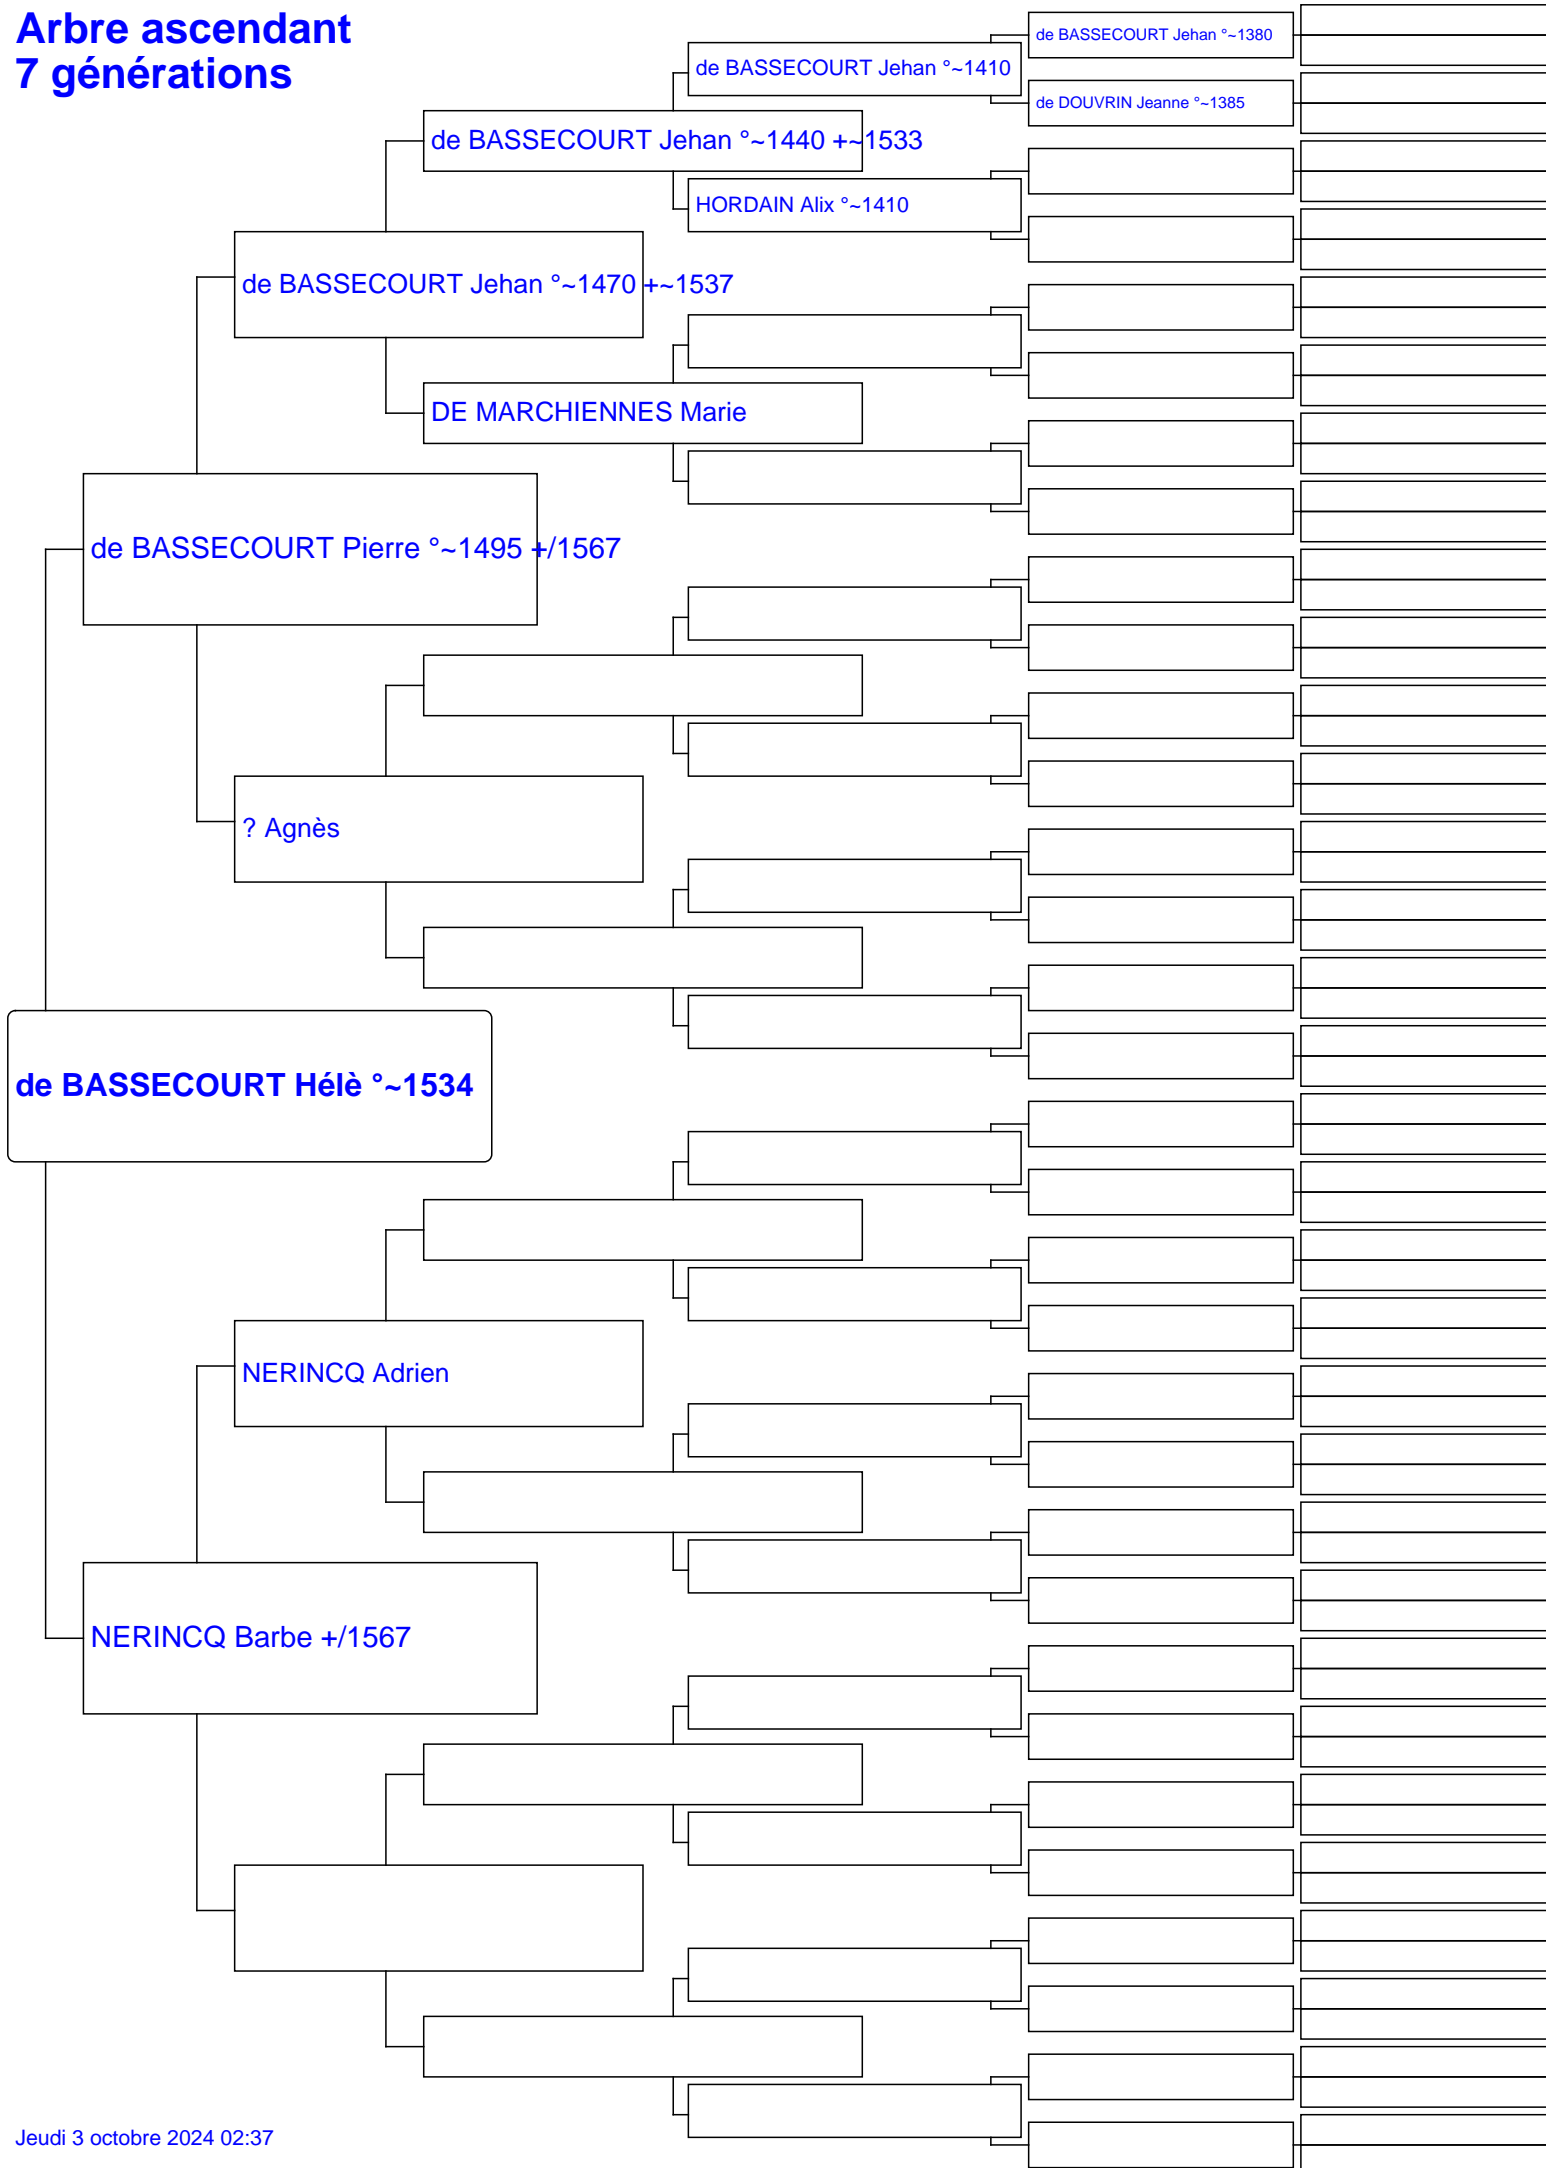 Arbre ascendant
7 générations
de BASSECOURT Jehan °~1380
de BASSECOURT Jehan °~1410
de DOUVRIN Jeanne °~1385
de BASSECOURT Jehan °~1440 +~1533
HORDAIN Alix °~1410
de BASSECOURT Jehan °~1470 +~1537
DE MARCHIENNES Marie
de BASSECOURT Pierre °~1495 +/1567
? Agnès
de BASSECOURT Hélè °~1534
NERINCQ Adrien
NERINCQ Barbe +/1567
Jeudi 3 octobre 2024 02:37